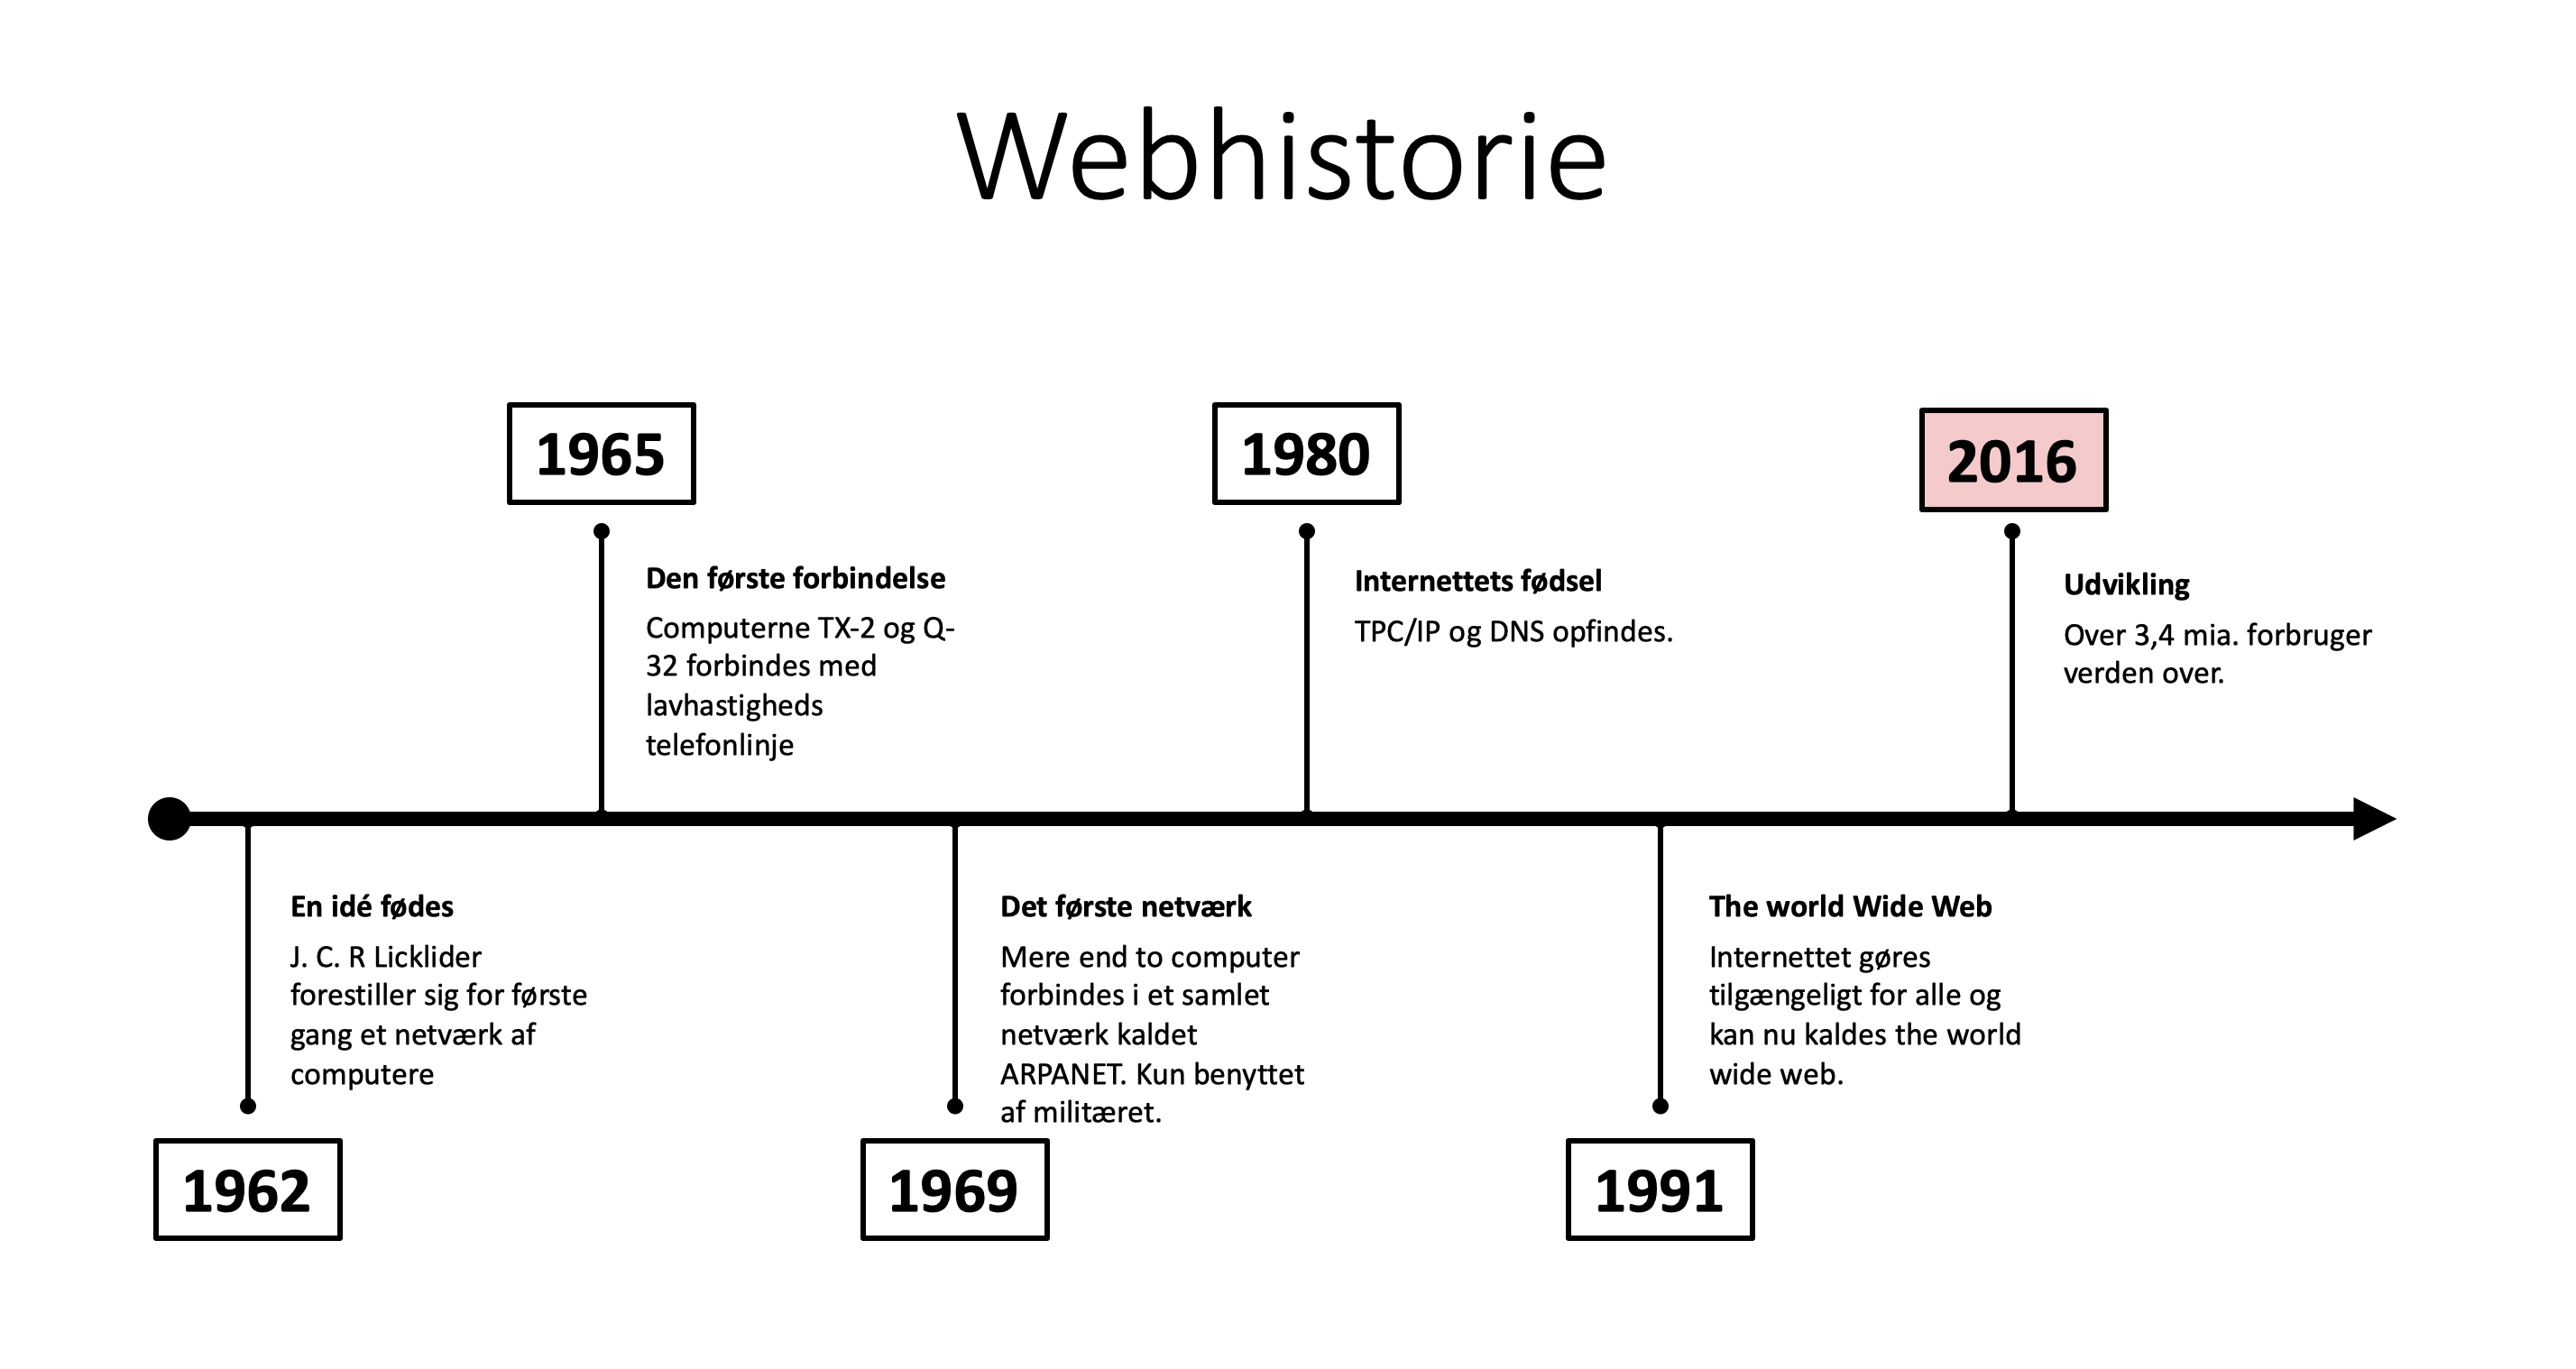 Webhistorie
1965
1980
2016
Den første forbindelse
Computerne TX-2 og Q-
32 forbindes med
lavhastigheds
telefonlinje
Internettets fødsel
TPC/IP og DNS opfindes.
Udvikling
Over 3,4 mia. forbruger
verden over.
En idé fødes
J. C. R Licklider
forestiller sig for første
gang et netværk af
computere
Det første netværk
Mere end to computer
forbindes i et samlet
netværk kaldet
ARPANET. Kun benyttet
af militæret.
The world Wide Web
Internettet gøres
tilgængeligt for alle og
kan nu kaldes the world
wide web.
1962
1969
1991